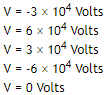 V = -3 × 10⁴ Volts
V = 6 × 10⁴ Volts
V = 3 × 10⁴ Volts
V = -6 × 10⁴ Volts
V = 0 Volts